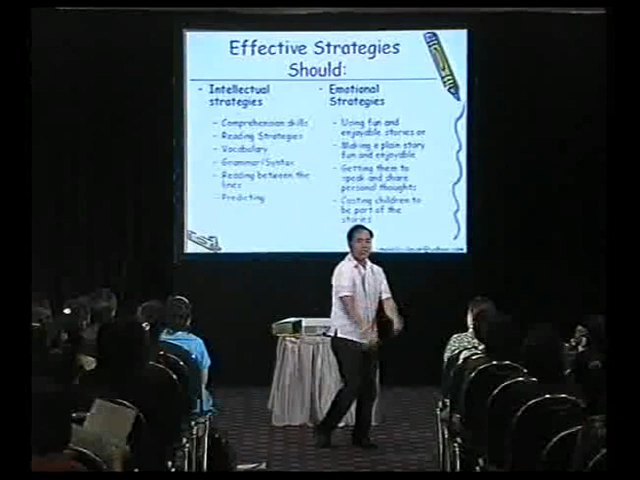 Effective Strategies
Should:
- Intellectual
strategies
- Comprehension skills
- Reading Strategies
- Vocabulary
- Grammar/Syntax
- Reading between the
lines
- Predicting
- Emotional
Strategies
- Using fun and
enjoyable stories or
- Making a plain story
fun and enjoyable
- Getting them to
speak and share
personal thoughts
- Casting children to
be part of the
stories